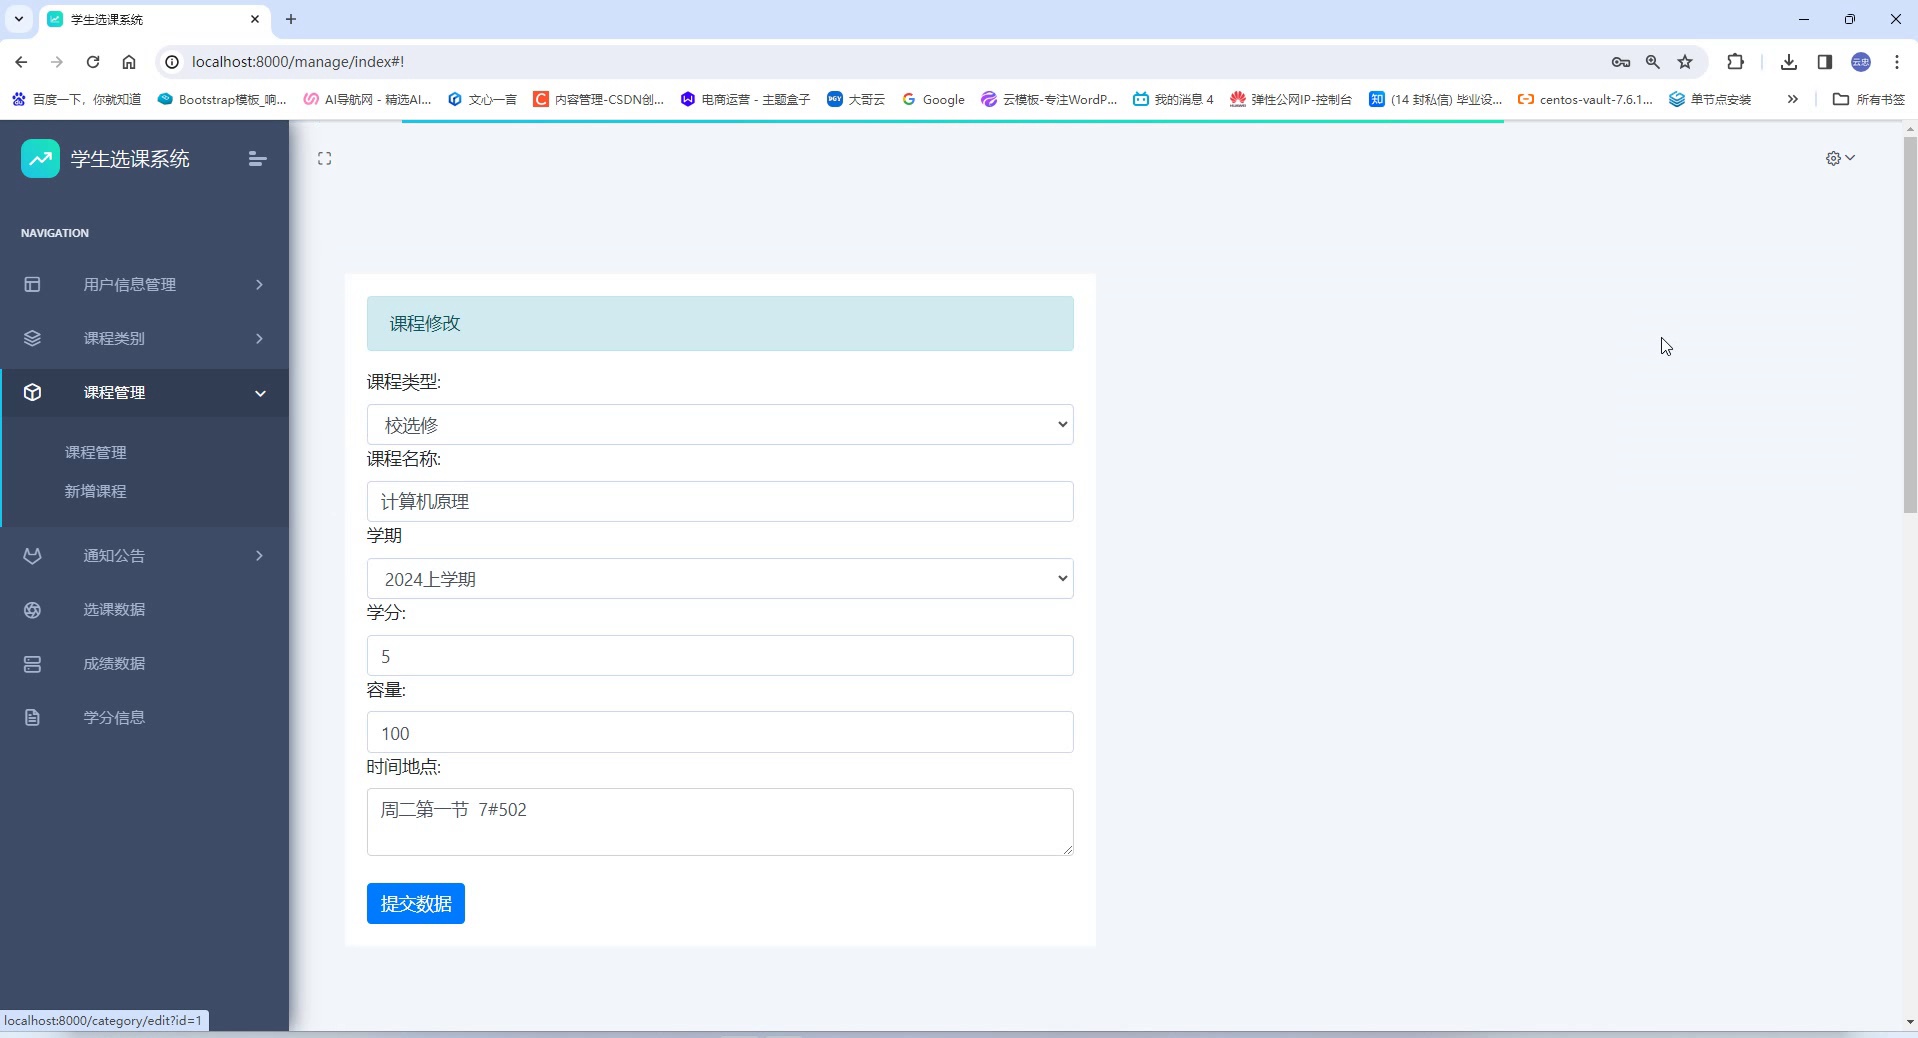 学生选课系统
localhost:8000/manage/index#!
百度一下，你就知道
Bootstrap模板_响...
AI导航网 - 精选AI...
文心一言
内容管理-CSDN创...
电商运营 - 主题盒子
大哥云
Google
云模板-专注WordP...
我的消息 4
弹性公网IP-控制台
(14 封私信) 毕业设...
centos-vault-7.6.1...
单节点安装
所有书签
学生选课系统
NAVIGATION
用户信息管理
课程类别
课程管理
课程管理
新增课程
通知公告
选课数据
成绩数据
学分信息
课程修改
课程类型:
校选修
课程名称:
计算机原理
学期
2024上学期
学分:
5
容量:
100
时间地点:
周二第一节 7#502
提交数据
localhost:8000/category/edit?id=1